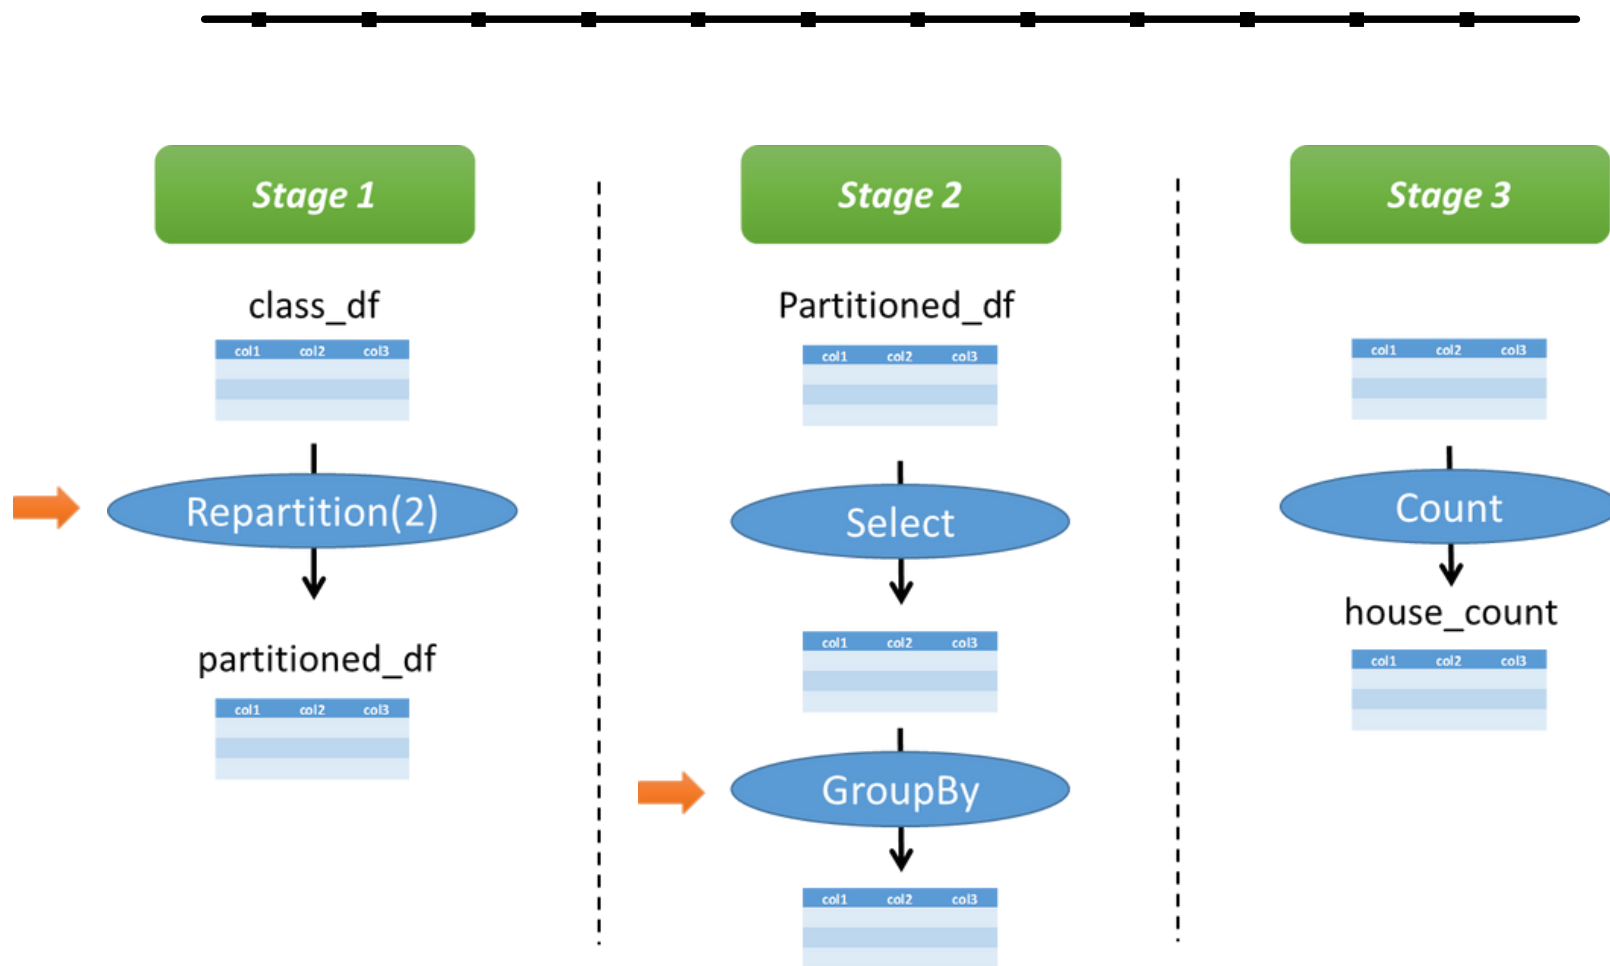 Stage 1
class_df
col1 col2 col3
Repartition(2)
partitioned_df
col1 col2 col3
Stage 2
Partitioned_df
col1 col2 col3
Select
col1 col2 col3
GroupBy
col1 col2 col3
Stage 3
col1 col2 col3
Count
house_count
col1 col2 col3